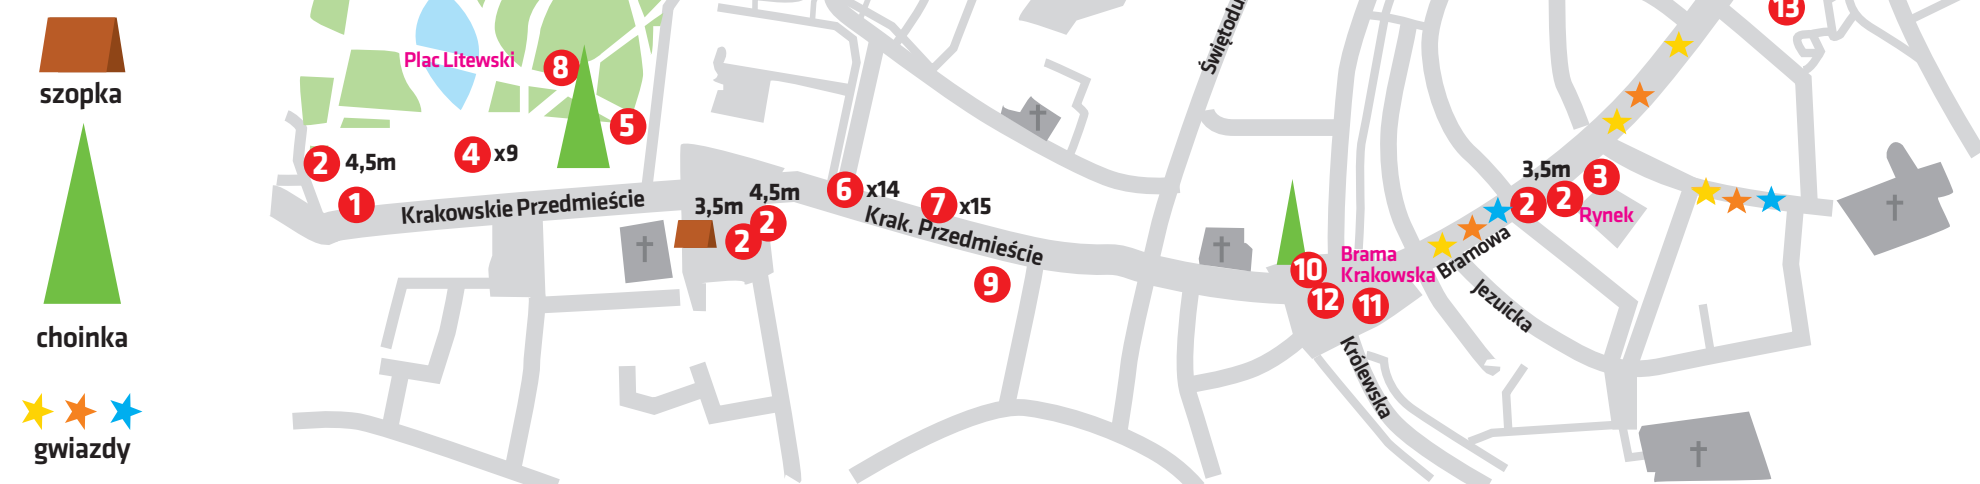 szopka
choinka
gwiazdy
Plac Litewski
8
5
2 4,5m
4 x9
1
Krakowskie Przedmieście
3,5m
4,5m
2
2
6 x14
7 x15
Krak. Przedmieście
9
10
12
11
Brama
Krakowska
Bramowa
Jezuicka
Królewska
3,5m
2
2
3
Rynek
13